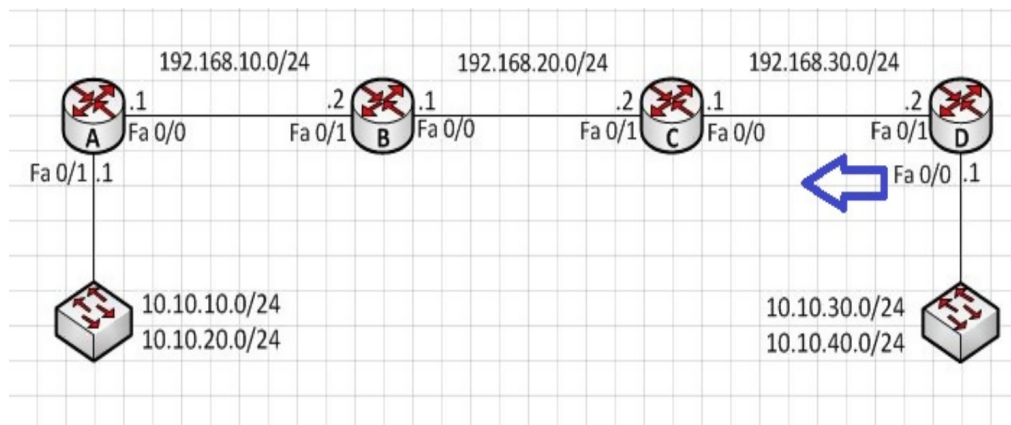 192.168.10.0/24 192.168.20.0/24 192.168.30.0/24
.1 .2 .1 .2 .1 .2
A Fa 0/0 Fa 0/1 B Fa 0/0 Fa 0/1 C Fa 0/0 Fa 0/1 D
Fa 0/1 .1 Fa 0/0 .1
10.10.10.0/24 10.10.30.0/24
10.10.20.0/24 10.10.40.0/24